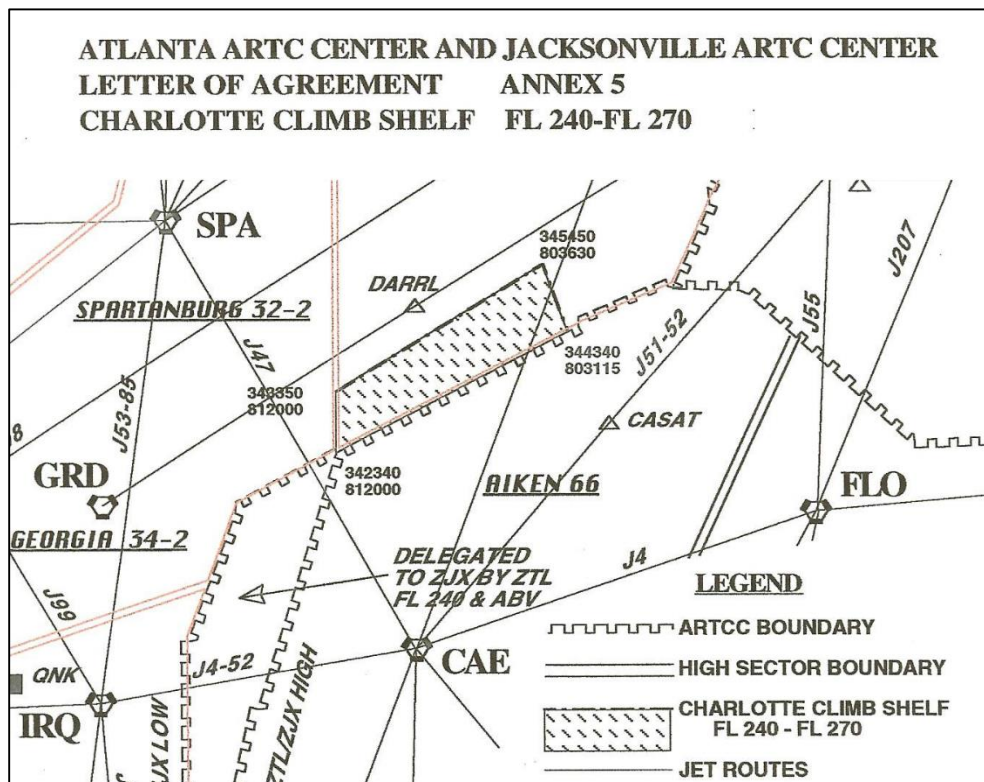 ATLANTA ARTC CENTER AND JACKSONVILLE ARTC CENTER
LETTER OF AGREEMENT ANNEX 5
CHARLOTTE CLIMB SHELF FL 240-FL 270
SPA
345450
803630
DARRL
SPARTANBURG 32-2
J207
J55
J51-52
J47
344340
803115
343350
812000
J53-85
CASAT
342340
812000
AIKEN 66
GRD
FLO
GEORGIA 34-2
DELEGATED
TO ZJX BY ZTL
FL 240 & ABV
J4
LEGEND
J99
ARTCC BOUNDARY
J4-52
CAE
HIGH SECTOR BOUNDARY
QNK
IRQ
CHARLOTTE CLIMB SHELF
FL 240 - FL 270
JX LOW
ZTL/ZJX HIGH
JET ROUTES